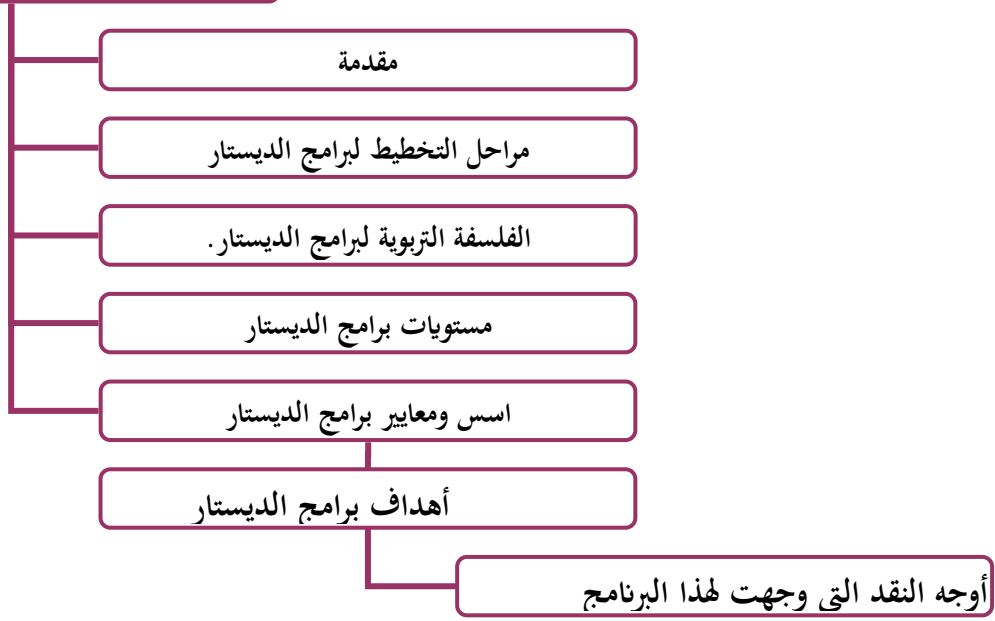 مقدمة
مراحل التخطيط لبرامج الديستار
الفلسفة التربوية لبرامج الديستار.
مستويات برامج الديستار
اسس ومعايير برامج الديستار
أهداف برامج الديستار
أوجه النقد التي وجهت لهذا البرنامج